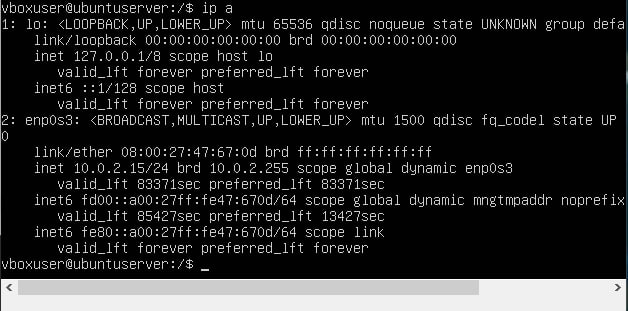 vboxuser@ubuntuserver:/$ ip a
1: lo: <LOOPBACK,UP,LOWER_UP> mtu 65536 qdisc noqueue state UNKNOWN group defa
link/loopback 00:00:00:00:00:00 brd 00:00:00:00:00:00
inet 127.0.0.1/8 scope host lo
valid_lft forever preferred_lft forever
inet6 ::1/128 scope host
valid_lft forever preferred_lft forever
2: enp0s3: <BROADCAST,MULTICAST,UP,LOWER_UP> mtu 1500 qdisc fq_codel state UP
0
link/ether 08:00:27:47:67:0d brd ff:ff:ff:ff:ff:ff
inet 10.0.2.15/24 brd 10.0.2.255 scope global dynamic enp0s3
valid_lft 83371sec preferred_lft 83371sec
inet6 fd00::a00:27ff:fe47:670d/64 scope global dynamic mngtmpaddr noprefix
valid_lft 85427sec preferred_lft 13427sec
inet6 fe80::a00:27ff:fe47:670d/64 scope link
valid_lft forever preferred_lft forever
vboxuser@ubuntuserver:/$ _